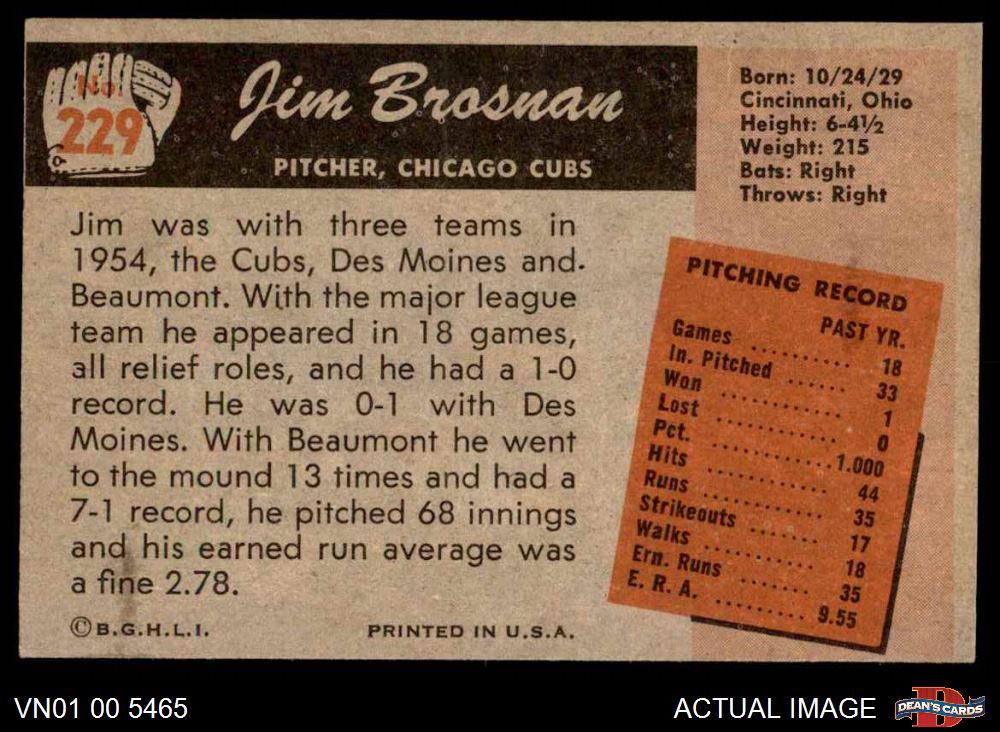 No.
229
Jim Brosnan
PITCHER, CHICAGO CUBS
Born: 10/24/29
Cincinnati, Ohio
Height: 6-4½
Weight: 215
Bats: Right
Throws: Right
Jim was with three teams in
1954, the Cubs, Des Moines and
Beaumont. With the major league
team he appeared in 18 games,
all relief roles, and he had a 1-0
record. He was 0-1 with Des
Moines. With Beaumont he went
to the mound 13 times and had a
7-1 record, he pitched 68 innings
and his earned run average was
a fine 2.78.
©B.G.H.L.I.
PRINTED IN U.S.A.
PITCHING RECORD
PAST YR.
Games .......... 18
In. Pitched ...... 33
Won ............ 1
Lost ............ 0
Pct. ............ 1.000
Hits ............ 44
Runs ............ 35
Strikeouts ....... 17
Walks .......... 18
Ern. Runs ....... 35
E. R. A. ......... 9.55
VN01 00 5465
ACTUAL IMAGE
D
DEAN'S CARDS